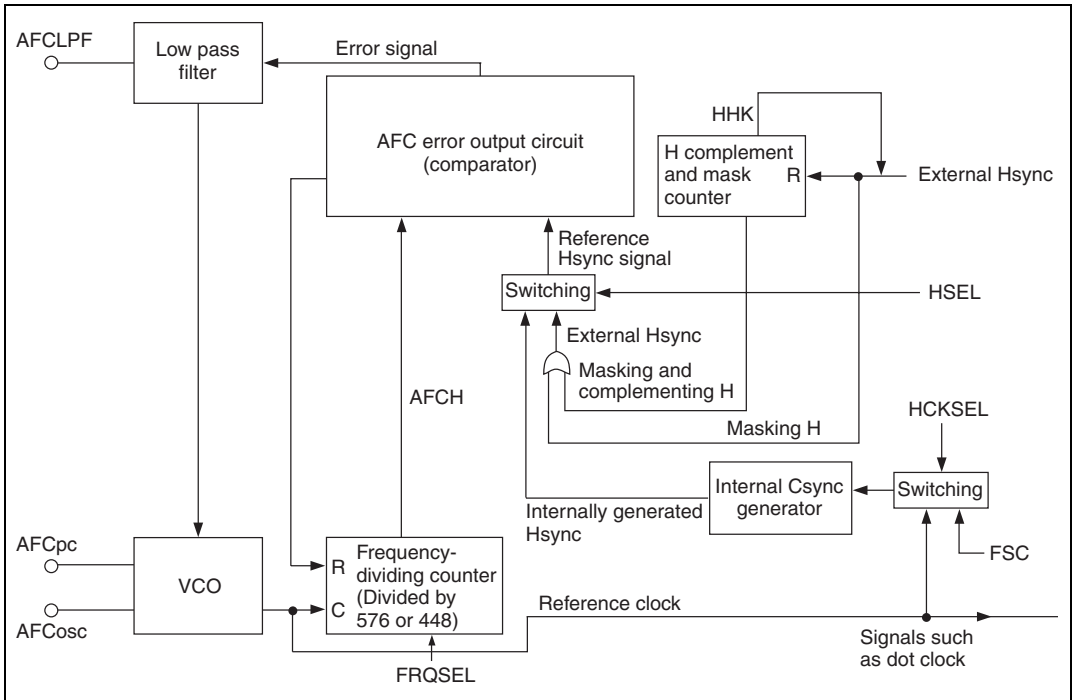 AFCLPF
Low pass
filter
Error signal
AFC error output circuit
(comparator)
HHK
H complement
and mask
counter
R
External Hsync
Reference
Hsync signal
Switching
HSEL
External Hsync
Masking and
complementing H
AFCH
Masking H
HCKSEL
Internal Csync
generator
Switching
Internally generated
Hsync
FSC
AFCpc
AFCosc
VCO
R
C
Frequency-
dividing counter
(Divided by
576 or 448)
FRQSEL
Reference clock
Signals such
as dot clock